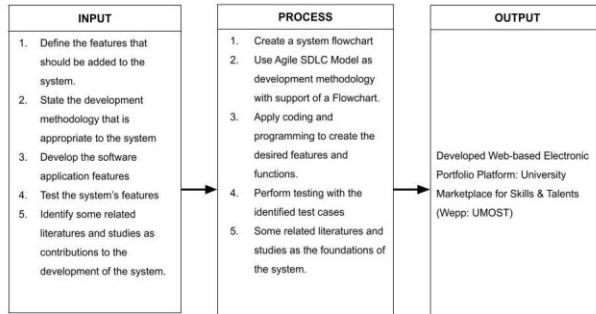 INPUT
1. Define the features that
should be added to the
system.
2. State the development
methodology that is
appropriate to the system
3. Develop the software
application features
4. Test the system's features
5. Identify some related
literatures and studies as
contributions to the
development of the system.
PROCESS
1. Create a system flowchart
2. Use Agile SDLC Model as
development methodology
with support of a Flowchart.
3. Apply coding and
programming to create the
desired features and
functions.
4. Perform testing with the
identified test cases
5. Some related literatures and
studies as the foundations of
the system.
OUTPUT
Developed Web-based Electronic
Portfolio Platform: University
Marketplace for Skills & Talents
(Wepp: UMOST)